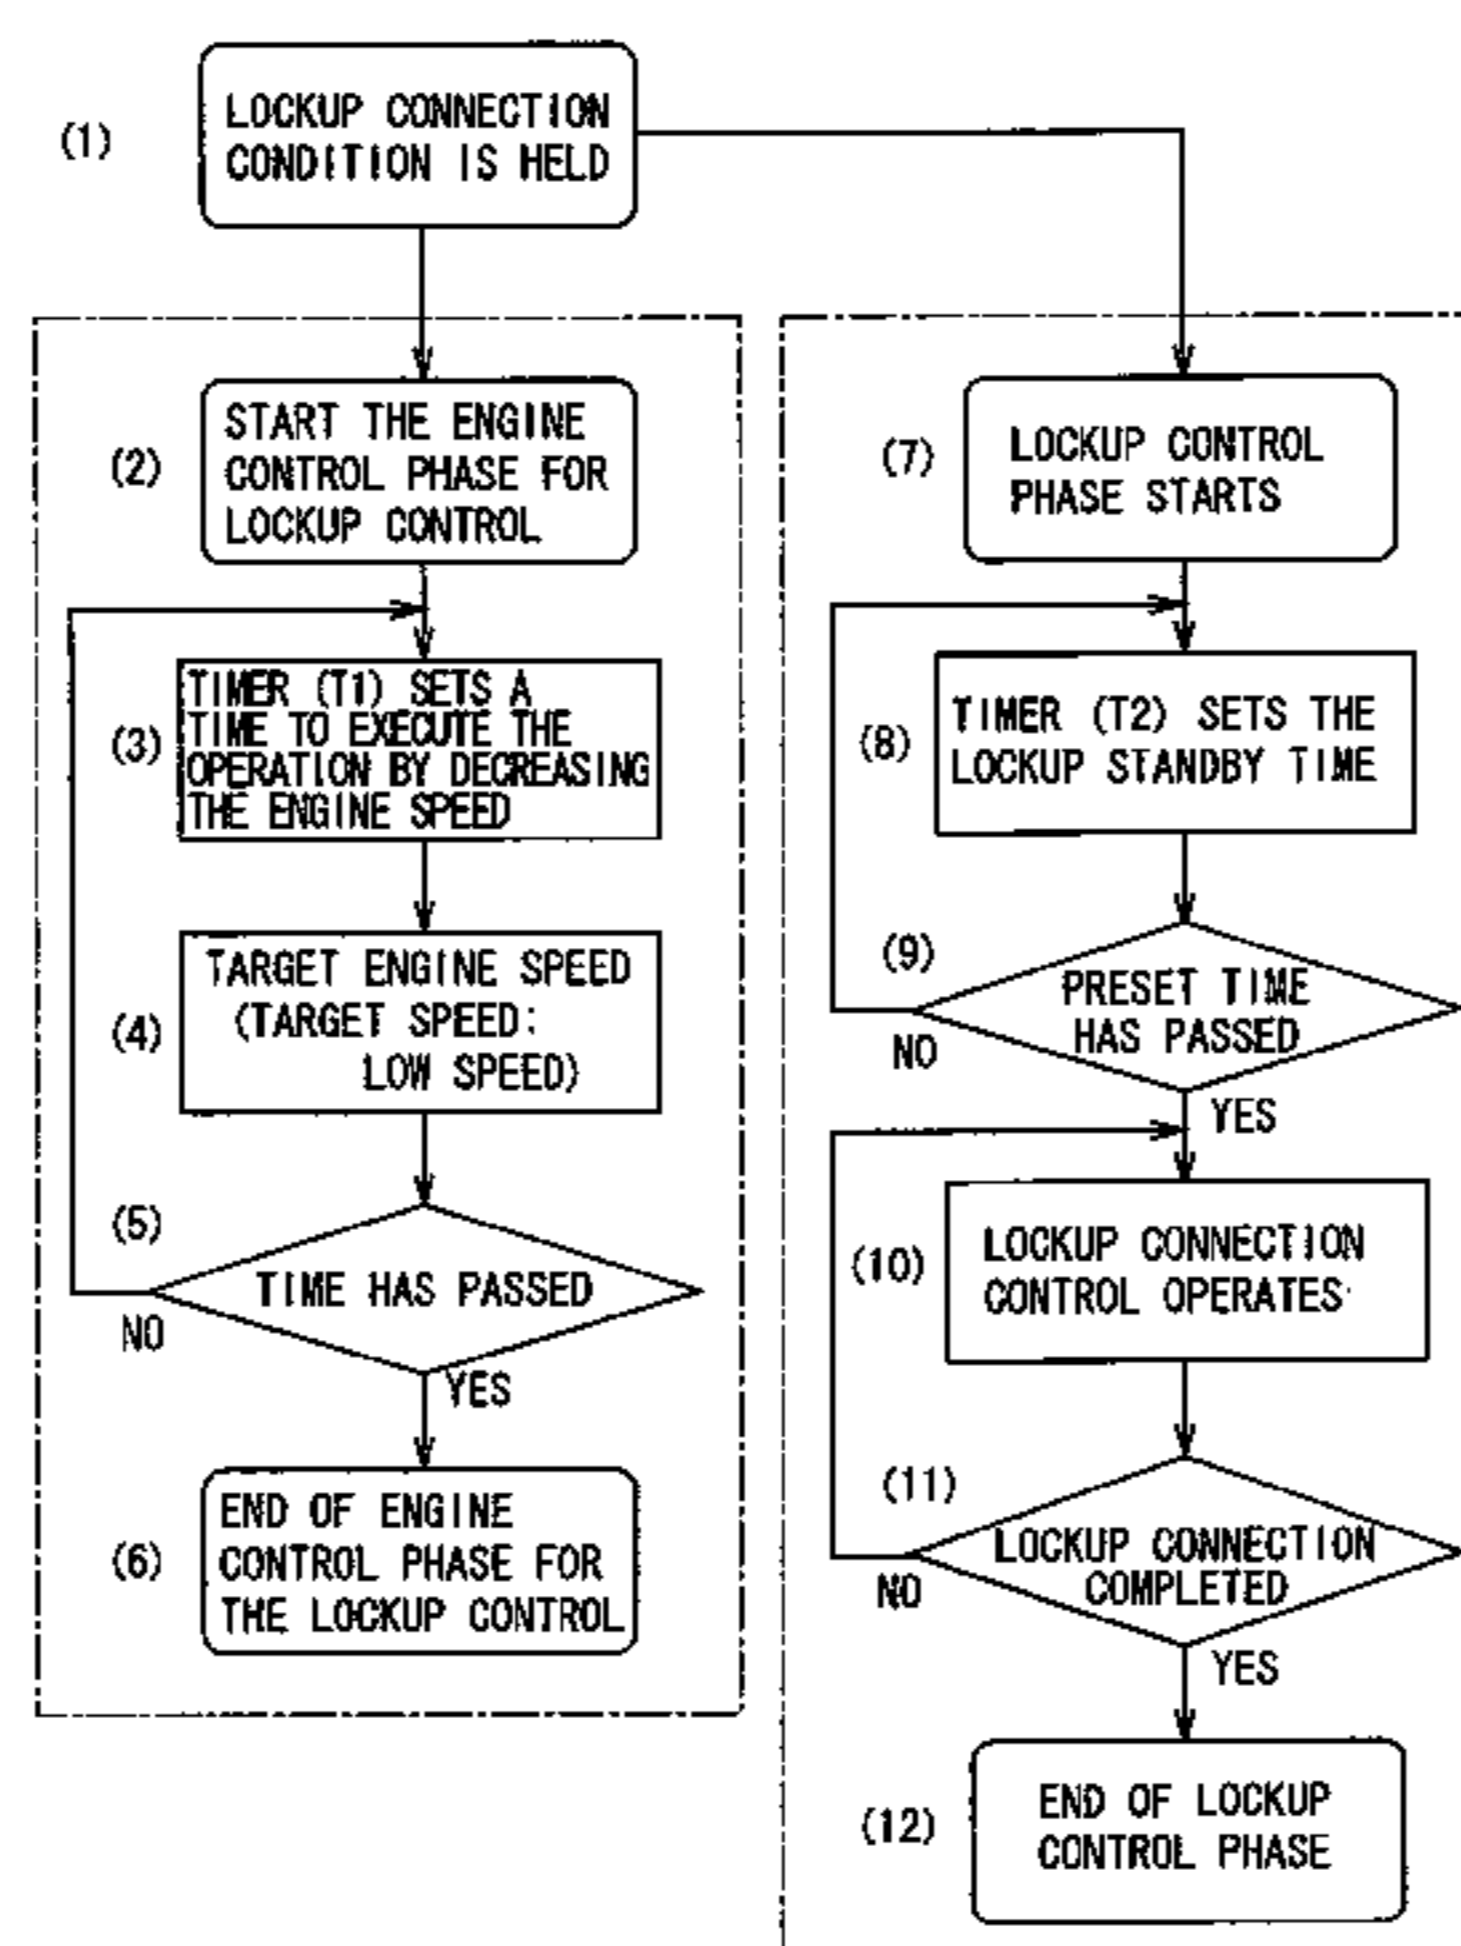 (1)
LOCKUP CONNECTION
CONDITION IS HELD
(2)
START THE ENGINE
CONTROL PHASE FOR
LOCKUP CONTROL
(3)
TIMER (T1) SETS A
TIME TO EXECUTE THE
OPERATION BY DECREASING
THE ENGINE SPEED
(4)
TARGET ENGINE SPEED
(TARGET SPEED:
LOW SPEED)
(5)
TIME HAS PASSED
NO
YES
(6)
END OF ENGINE
CONTROL PHASE FOR
THE LOCKUP CONTROL
(7)
LOCKUP CONTROL
PHASE STARTS
(8)
TIMER (T2) SETS THE
LOCKUP STANDBY TIME
(9)
PRESET TIME
HAS PASSED
NO
YES
(10)
LOCKUP CONNECTION
CONTROL OPERATES
(11)
LOCKUP CONNECTION
COMPLETED
NO
YES
(12)
END OF LOCKUP
CONTROL PHASE